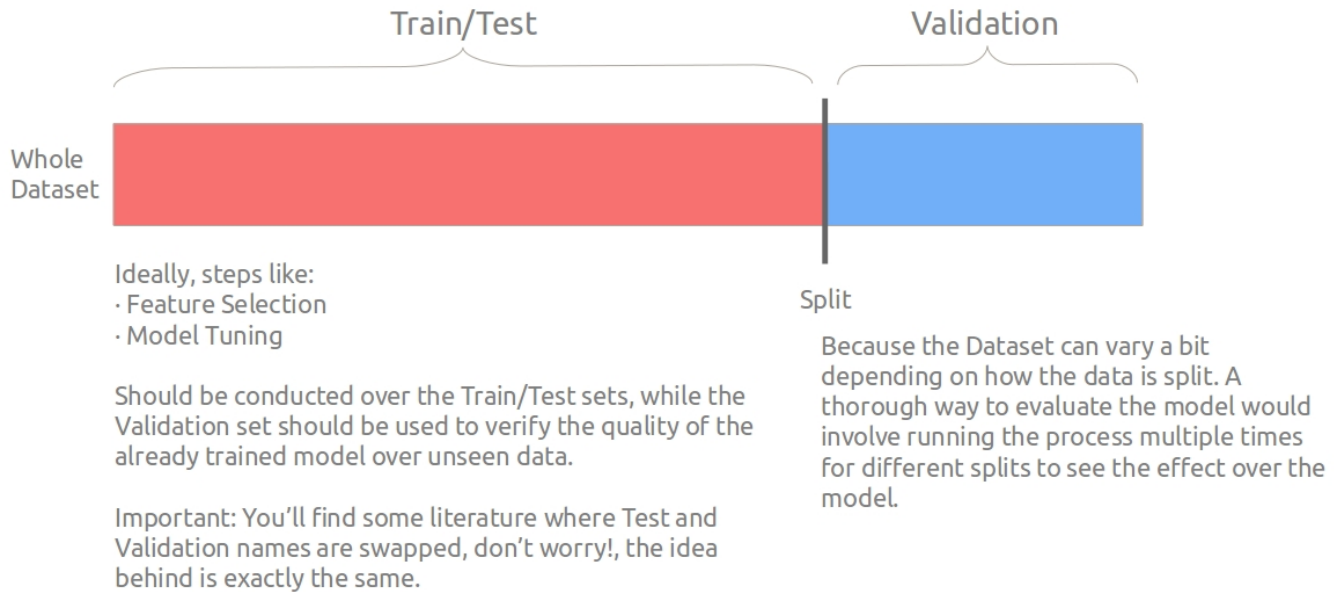 Train/Test
Validation
Whole
Dataset
Ideally, steps like:
· Feature Selection
· Model Tuning
Should be conducted over the Train/Test sets, while the
Validation set should be used to verify the quality of the
already trained model over unseen data.
Important: You’ll find some literature where Test and
Validation names are swapped, don’t worry!, the idea
behind is exactly the same.
Split
Because the Dataset can vary a bit
depending on how the data is split. A
thorough way to evaluate the model would
involve running the process multiple times
for different splits to see the effect over the
model.